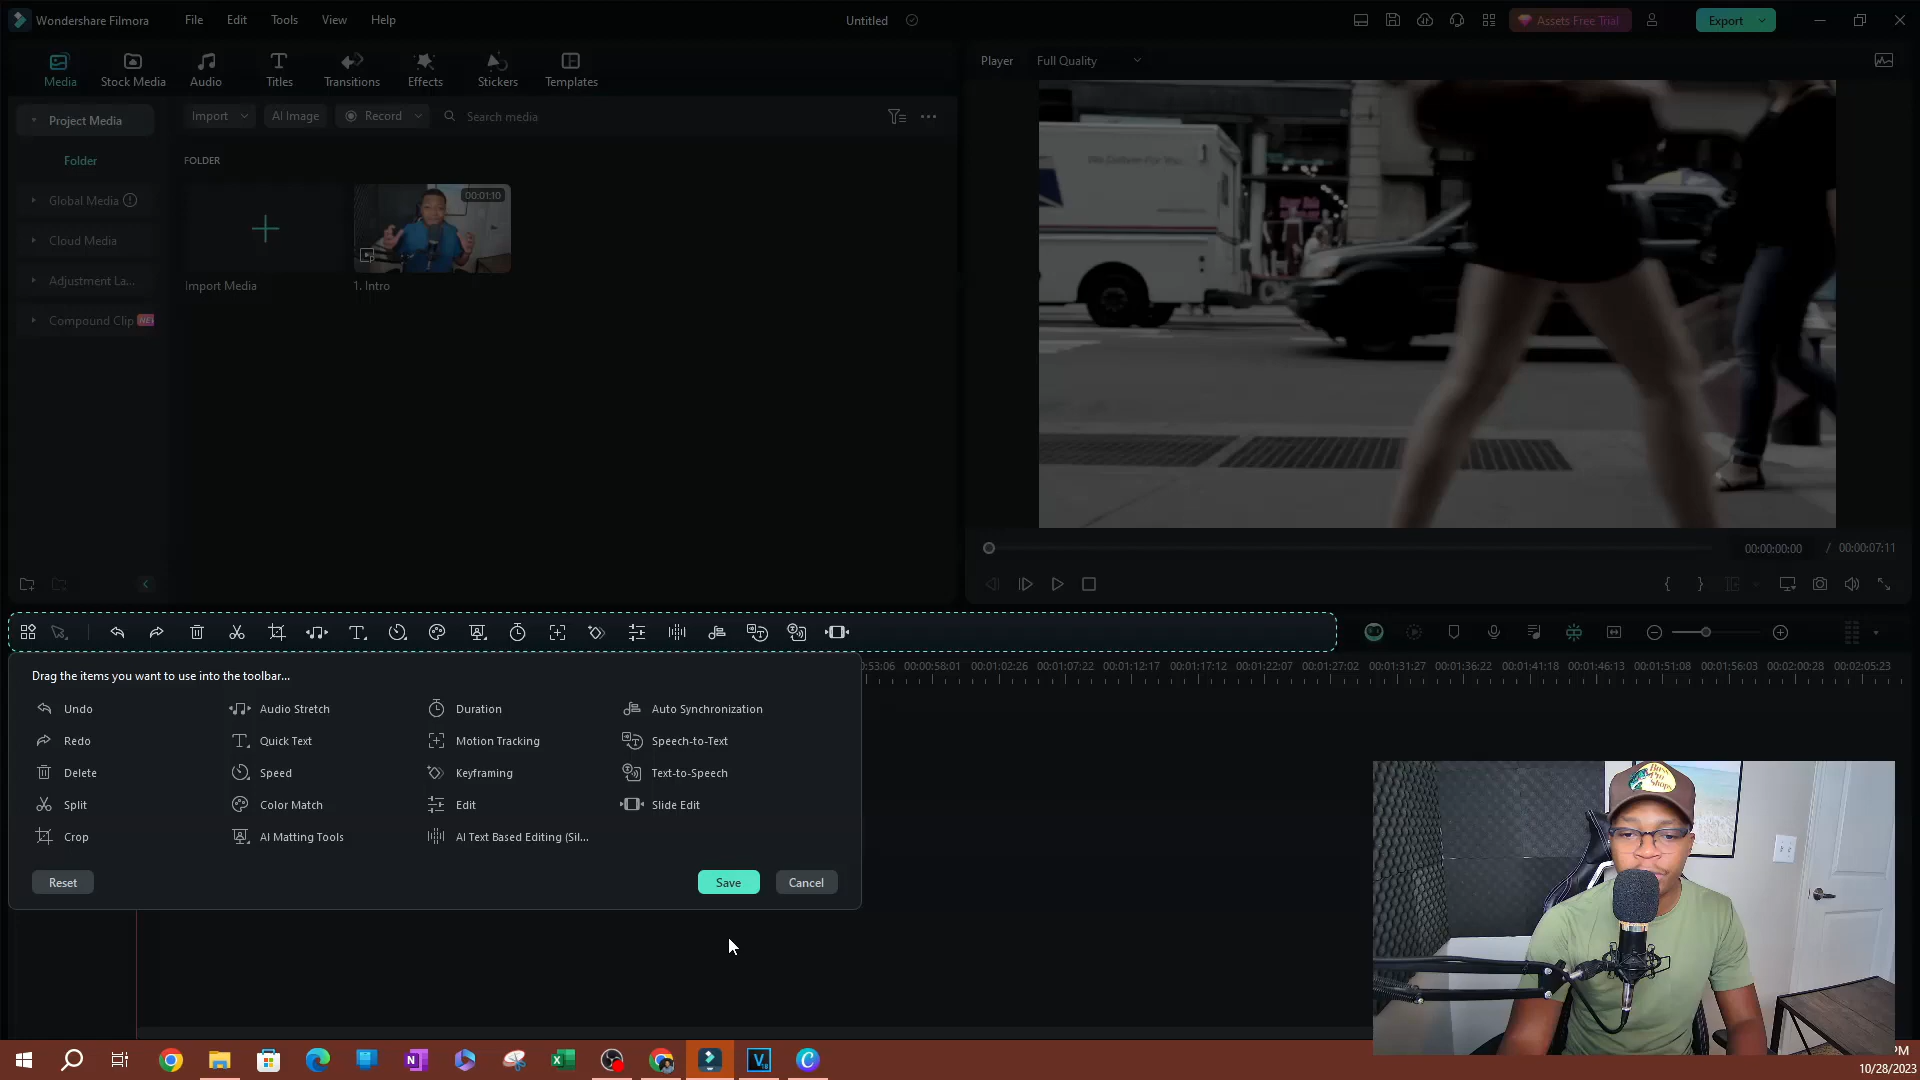 Wondershare Filmora File Edit Tools View Help Untitled Assets Free Trial Export
Media Stock Media Audio Titles Transitions Effects Stickers Templates
Player Full Quality
Project Media
Import AI Image Record Search media
Folder
FOLDER
Global Media
Cloud Media
Adjustment La...
Compound Clip NEW
00:01:10
Import Media 1. Intro
00:00:00:00 / 00:00:07:11
:53:06 00:00:58:01 00:01:02:26 00:01:07:22 00:01:12:17 00:01:17:12 00:01:22:07 00:01:27:02 00:01:31:27 00:01:36:22 00:01:41:18 00:01:46:13 00:01:51:08 00:01:56:03 00:02:00:28 00:02:05:23
Drag the items you want to use into the toolbar...
Undo Audio Stretch Duration Auto Synchronization
Redo Quick Text Motion Tracking Speech-to-Text
Delete Speed Keyframing Text-to-Speech
Split Color Match Edit Slide Edit
Crop AI Matting Tools AI Text Based Editing (Sil...
Reset Save Cancel
Bass Pro Shops
PM
10/28/2023